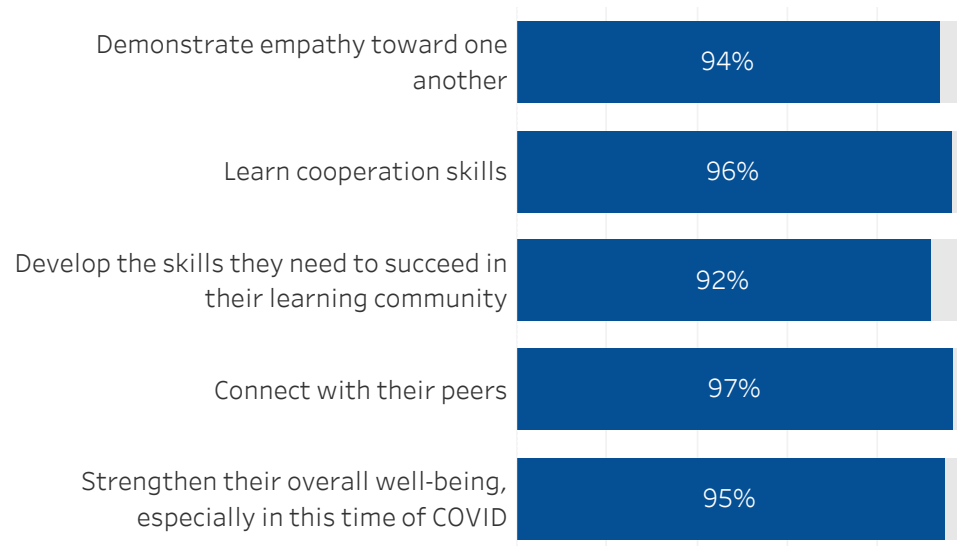 Demonstrate empathy toward one
another
94%
Learn cooperation skills
96%
Develop the skills they need to succeed in
their learning community
92%
Connect with their peers
97%
Strengthen their overall well-being,
especially in this time of COVID
95%